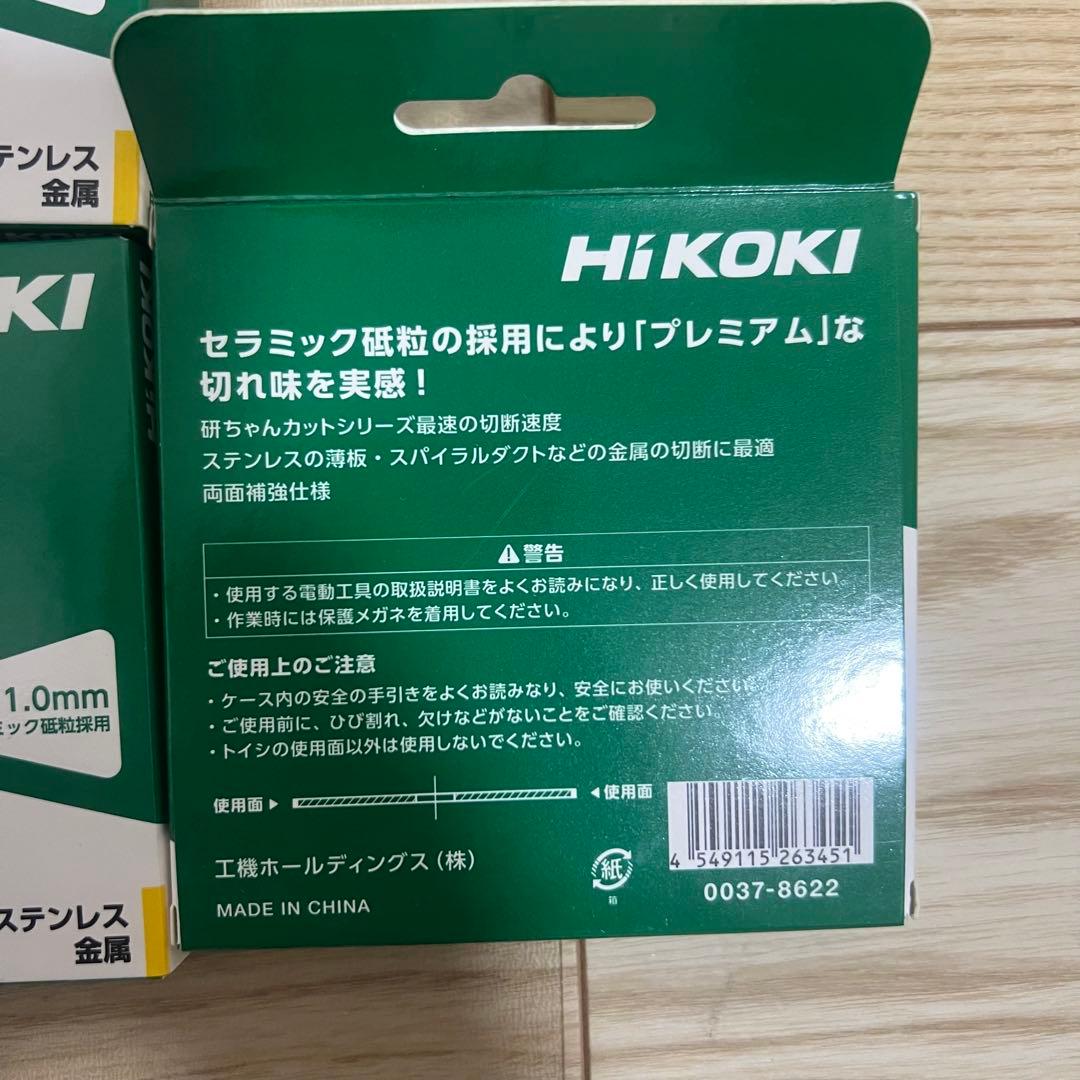 テンレス
金属
KI
HiKOKI
1.0mm
ミック砥粒採用
ステンレス
金属
HiKOKI
セラミック砥粒の採用により「プレミアム」な
切れ味を実感！
研ちゃんカットシリーズ最速の切断速度
ステンレスの薄板・スパイラルダクトなどの金属の切断に最適
両面補強仕様
⚠警告
・使用する電動工具の取扱説明書をよくお読みになり、正しく使用してください。
・作業時には保護メガネを着用してください。
ご使用上のご注意
・ケース内の安全の手引きをよくお読みなり、安全にお使いください。
・ご使用前に、ひび割れ、欠けなどがないことをご確認ください。
・トイシの使用面以外は使用しないでください。
使用面▶ ◀使用面
工機ホールディングス（株）
MADE IN CHINA
紙
箱
4 549115 263451
0037-8622